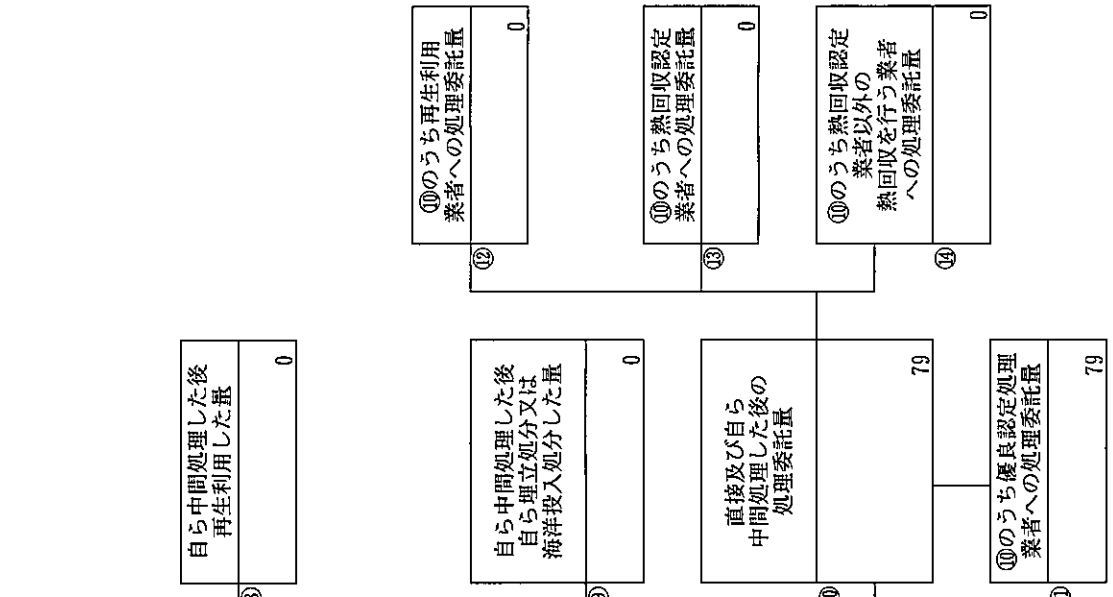 自ら中間処理した後
再生利用した量
0
自ら中間処理した後
自ら埋立処分又は
海洋投入処分した量
0
直接及び自ら
中間処理した後の
処理委託量
79
⑩のうち優良認定処理
業者への処理委託量
79
⑫
⑩のうち再生利用
業者への処理委託量
0
⑬
⑩のうち熱回収認定
業者への処理委託量
0
⑭
⑩のうち熱回収認定
業者以外の
熱回収を行う業者
への処理委託量
0